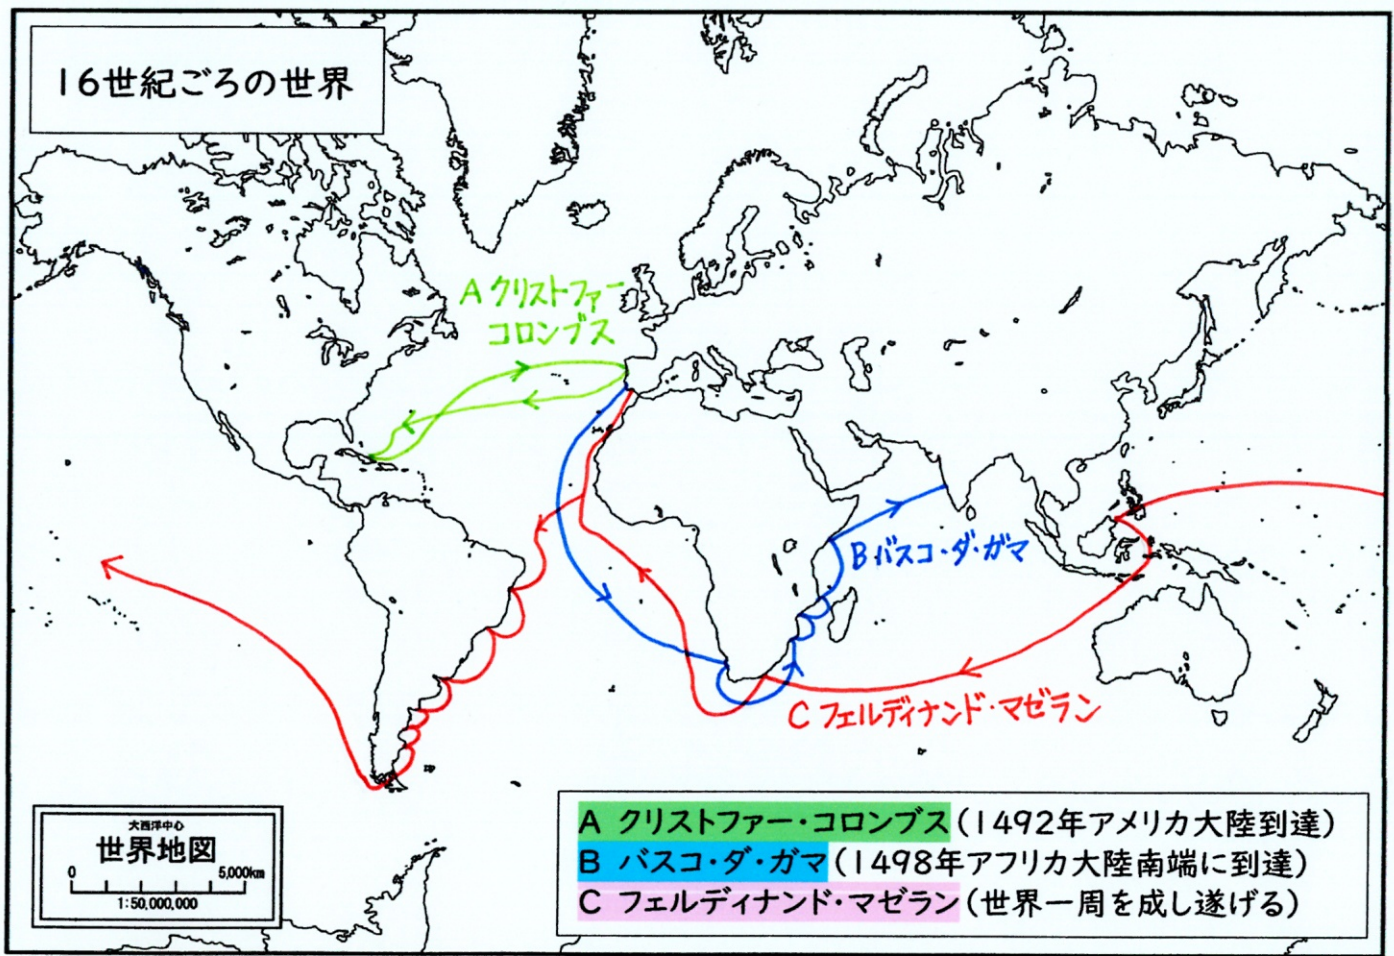 16世紀ごろの世界
A クリストファー
コロンブス
B バスコ・ダ・ガマ
C フェルディナンド・マゼラン
大西洋中心
世界地図
0 5,000km
1:50,000,000
A クリストファー・コロンブス(1492年アメリカ大陸到達)
B バスコ・ダ・ガマ(1498年アフリカ大陸南端に到達)
C フェルディナンド・マゼラン(世界一周を成し遂げる)